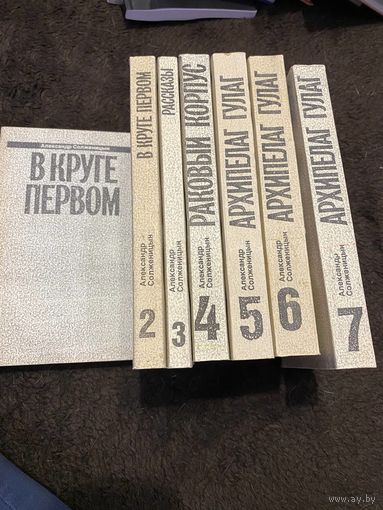 Александр Солженицын
В КРУГЕ
ПЕРВОМ
Александр
Солженицын
В КРУГЕ ПЕРВОМ
2
Александр
Солженицын
РАССКАЗЫ
3
Александр
Солженицын
РАКОВЫЙ КОРПУС
4
Александр
Солженицын
АРХИПЕЛАГ ГУЛАГ
5
Александр
Солженицын
АРХИПЕЛАГ ГУЛАГ
6
Александр
Солженицын
АРХИПЕЛАГ ГУЛАГ
7
www.ay.by